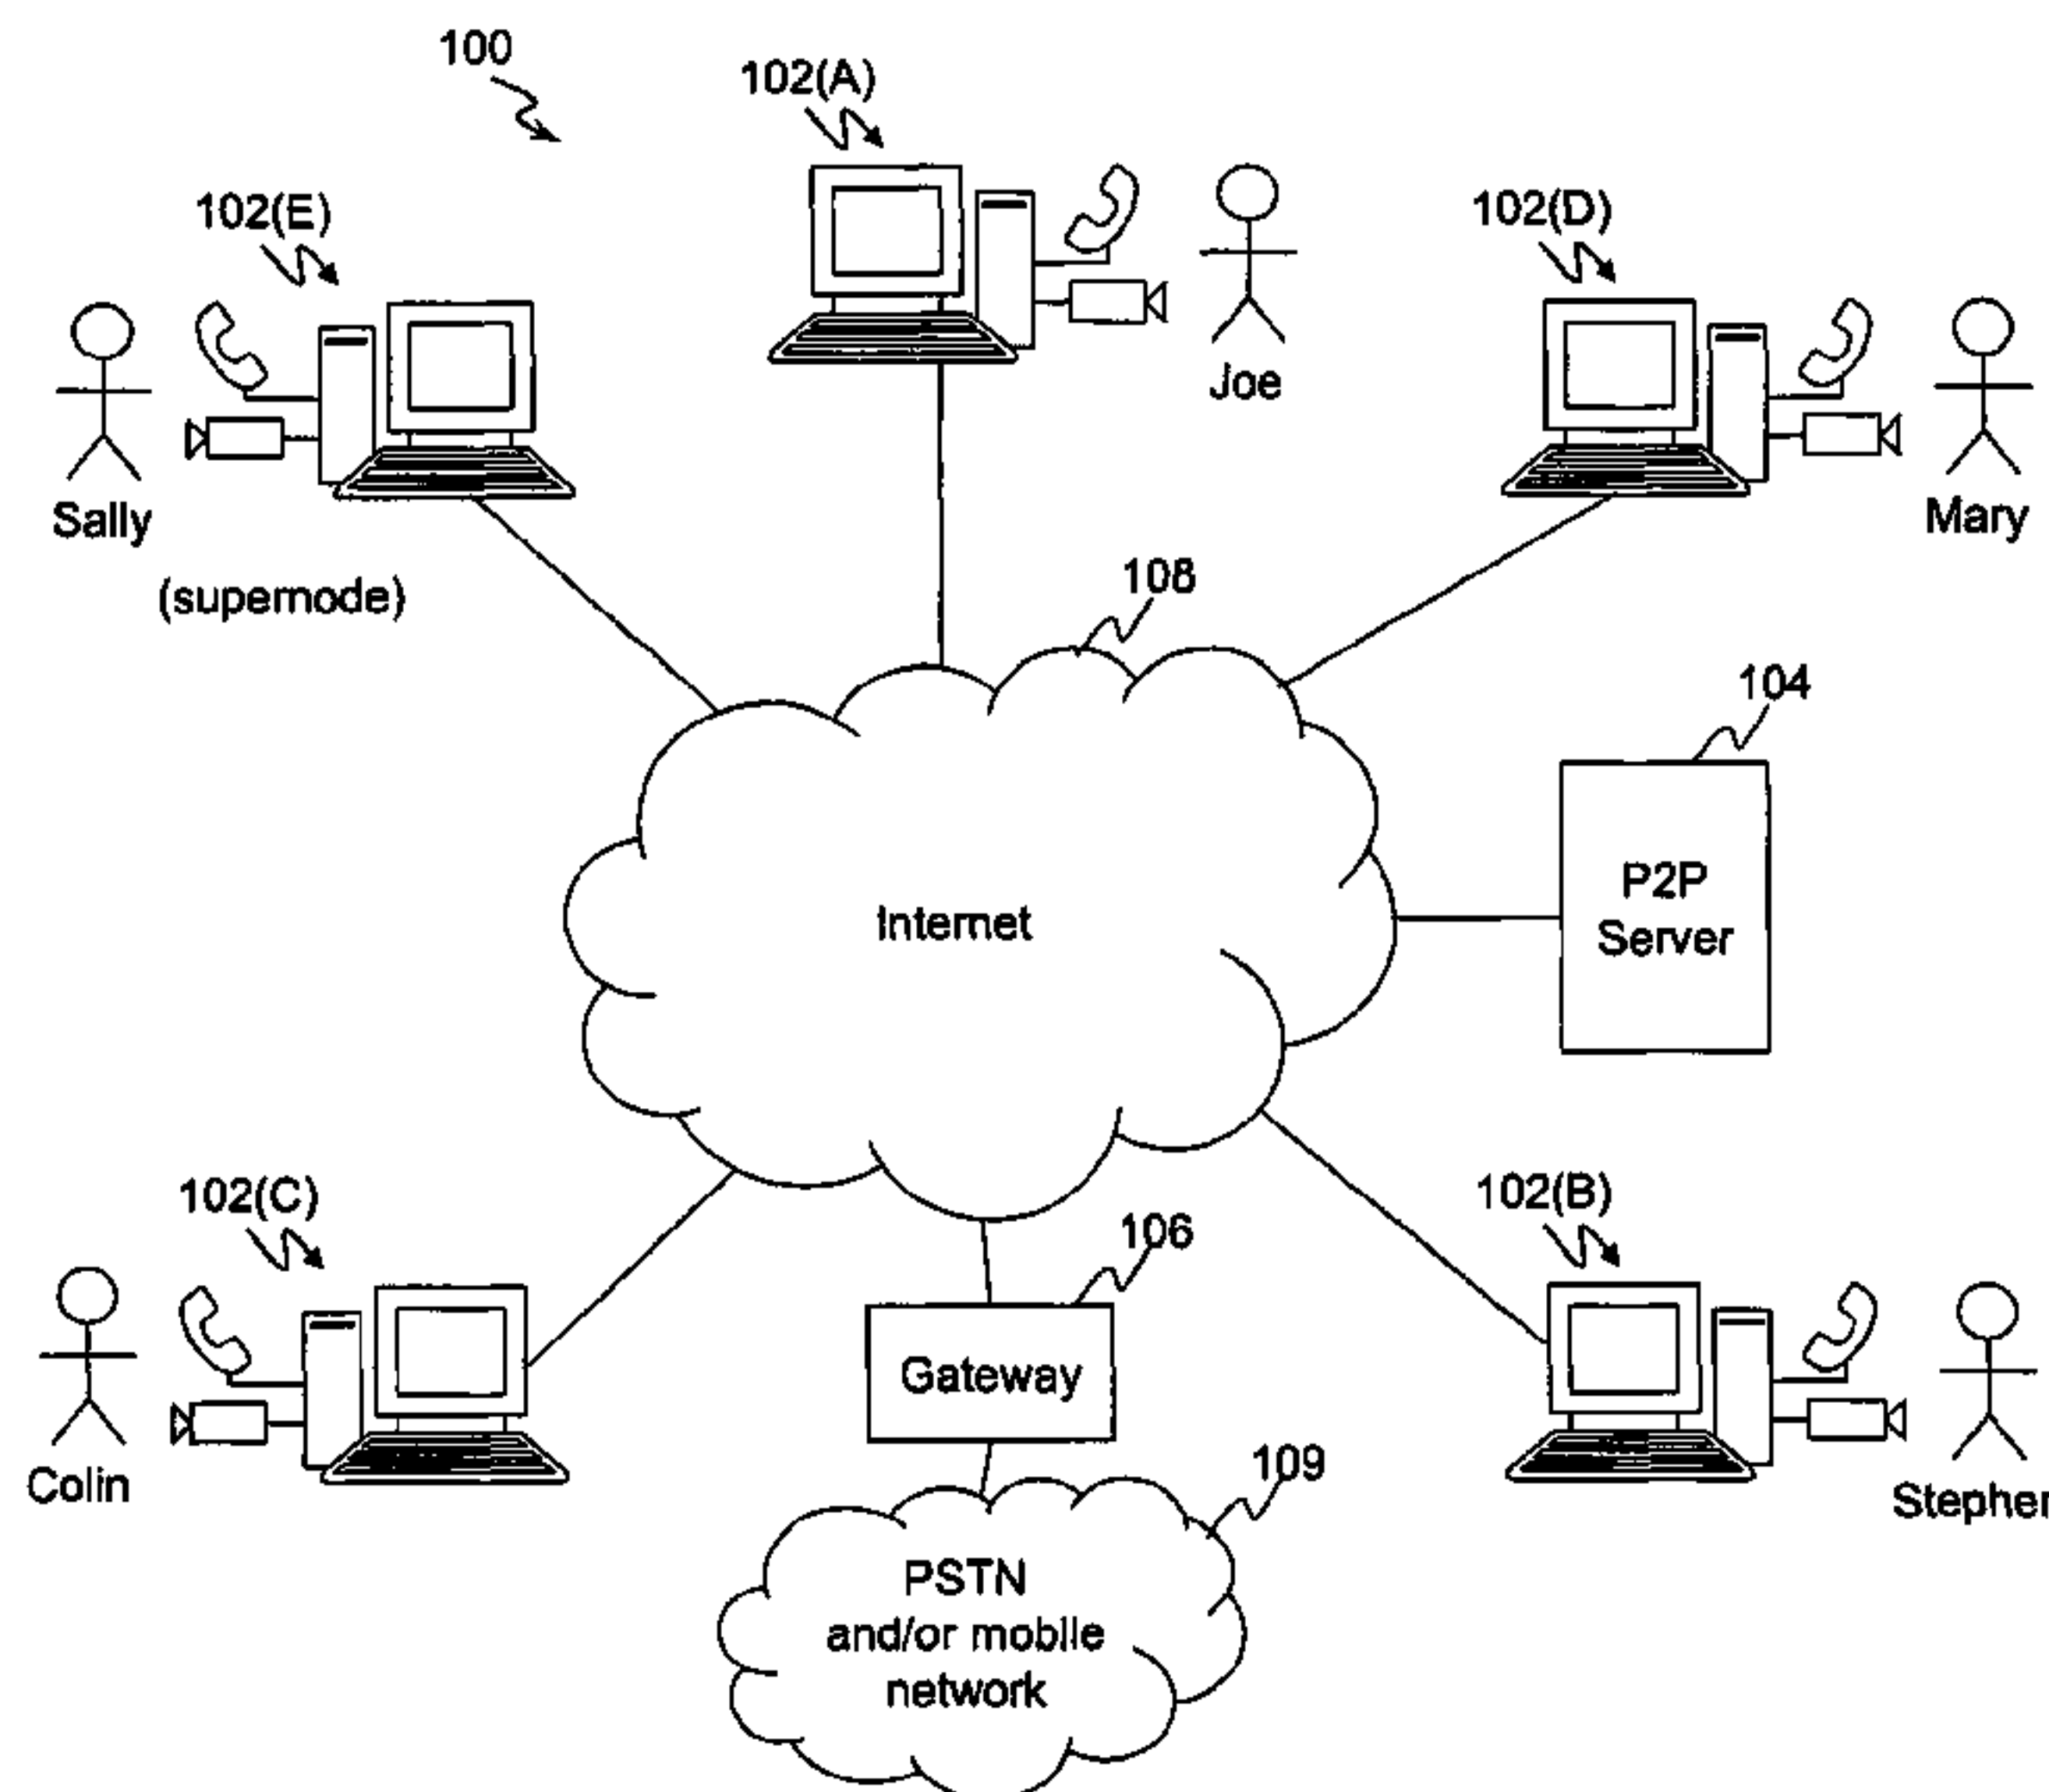 100
102(A)
102(E)
102(D)
Joe
Sally
Mary
(supernode)
108
104
Internet
P2P
Server
102(C)
106
102(B)
Gateway
Colin
109
Stephen
PSTN
and/or mobile
network